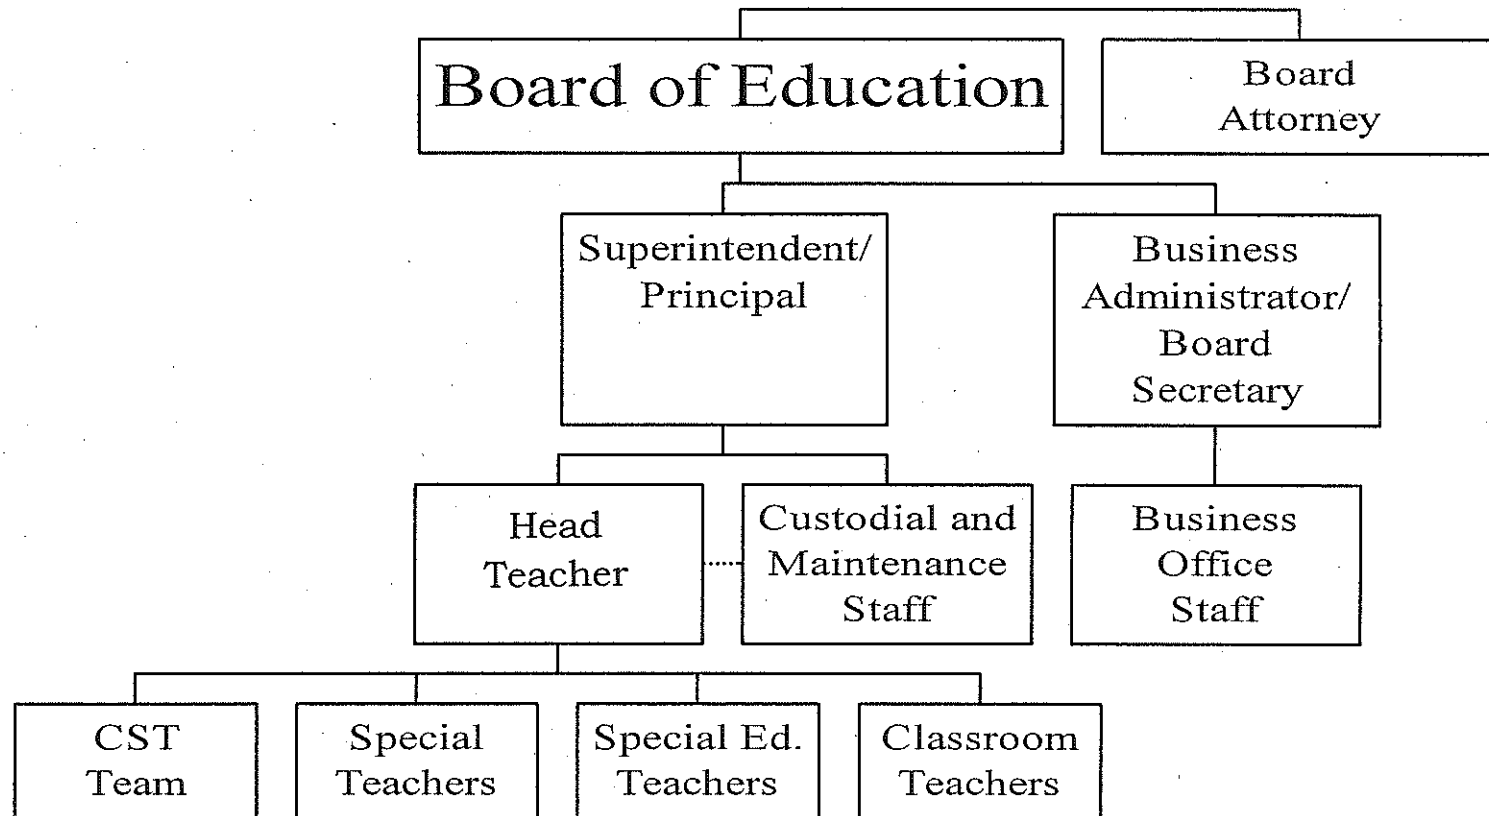 Board of Education
Board
Attorney
Superintendent/
Principal
Business
Administrator/
Board
Secretary
Head
Teacher
Custodial and
Maintenance
Staff
Business
Office
Staff
CST
Team
Special
Teachers
Special Ed.
Teachers
Classroom
Teachers